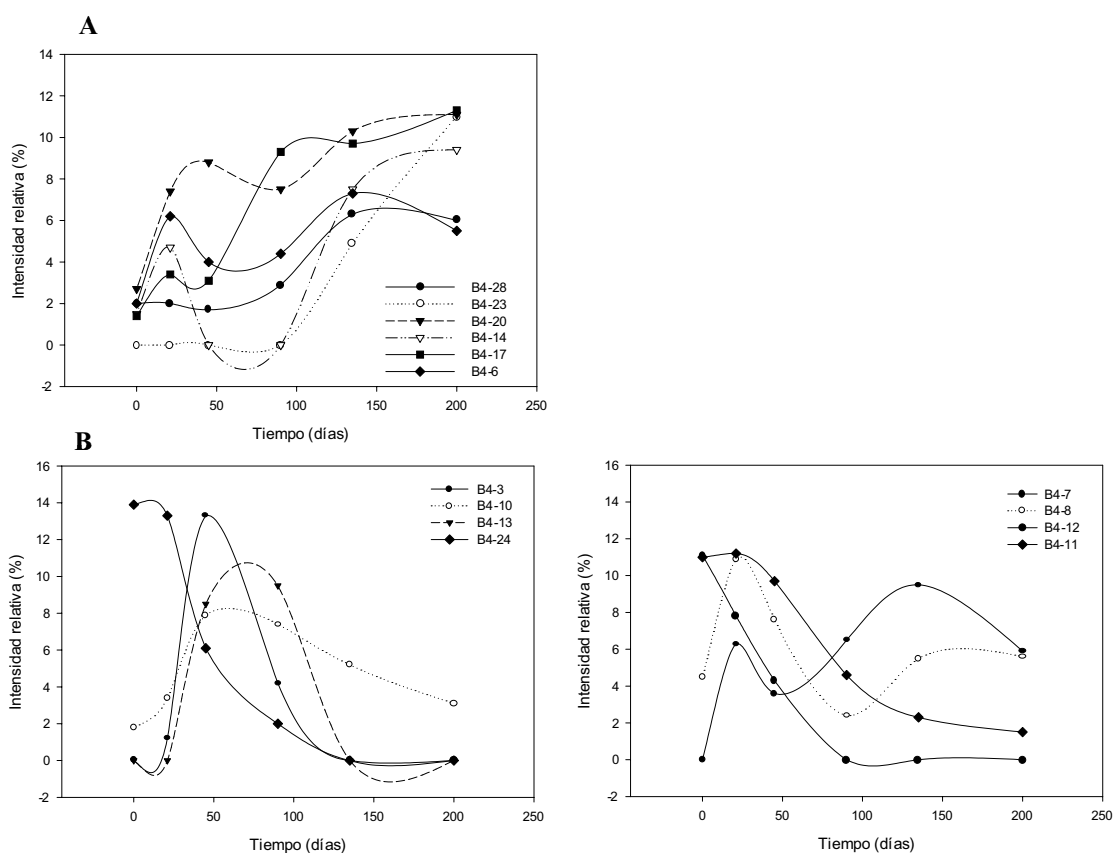 A
Intensidad relativa (%)
14
12
10
8
6
4
2
0
-2
0 50 100 150 200 250
Tiempo (días)
B4-28
B4-23
B4-20
B4-14
B4-17
B4-6
B
Intensidad relativa (%)
16
14
12
10
8
6
4
2
0
-2
0 50 100 150 200 250
Tiempo (días)
B4-3
B4-10
B4-13
B4-24
Intensidad relativa (%)
16
14
12
10
8
6
4
2
0
-2
0 50 100 150 200 250
Tiempo (días)
B4-7
B4-8
B4-12
B4-11